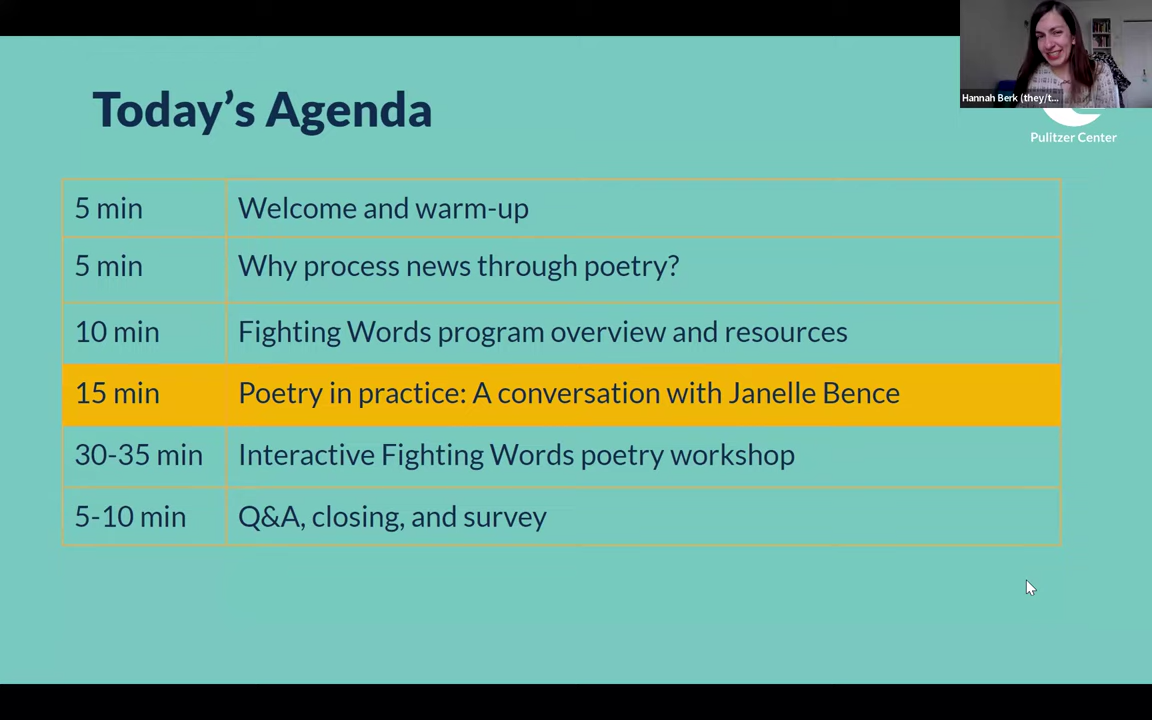 Today's Agenda
Hannah Berk (they/t...
Pulitzer Center
5 min Welcome and warm-up
5 min Why process news through poetry?
10 min Fighting Words program overview and resources
15 min Poetry in practice: A conversation with Janelle Bence
30-35 min Interactive Fighting Words poetry workshop
5-10 min Q&A, closing, and survey